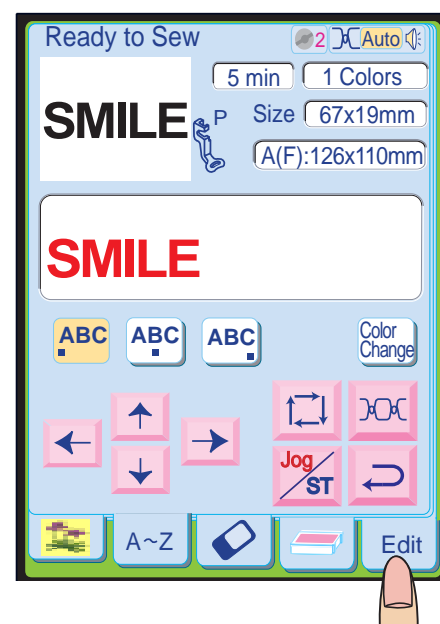 Ready to Sew 2 Auto
5 min 1 Colors
SMILE P Size 67x19mm
A(F):126x110mm
SMILE
ABC ABC ABC Color Change
Jog/ST
A~Z Edit